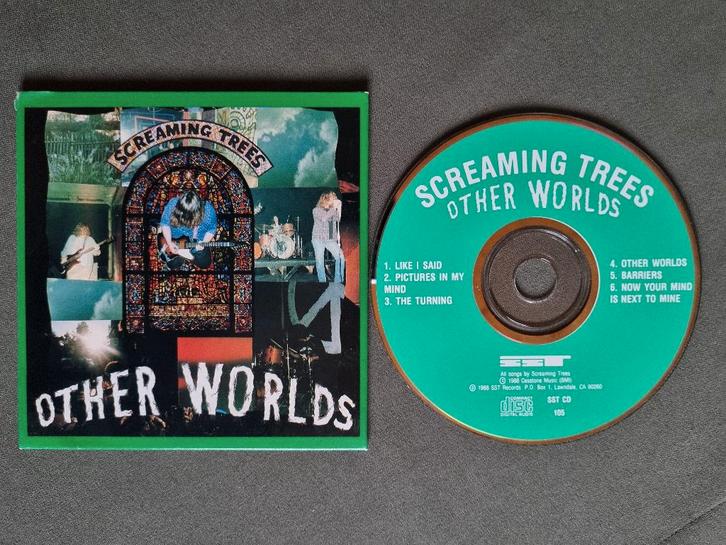 SCREAMING TREES
OTHER WORLDS
SCREAMING TREES
OTHER WORLDS
1. LIKE I SAID
2. PICTURES IN MY
MIND
3. THE TURNING
4. OTHER WORLDS
5. BARRIERS
6. NOW YOUR MIND
IS NEXT TO MINE
SST
All songs by Screaming Trees
© 1988 Cesstone Music (BMI)
℗ 1988 SST Records P.O. Box 1, Lawndale, CA 90260
COMPACT
disc
DIGITAL AUDIO
SST CD
105